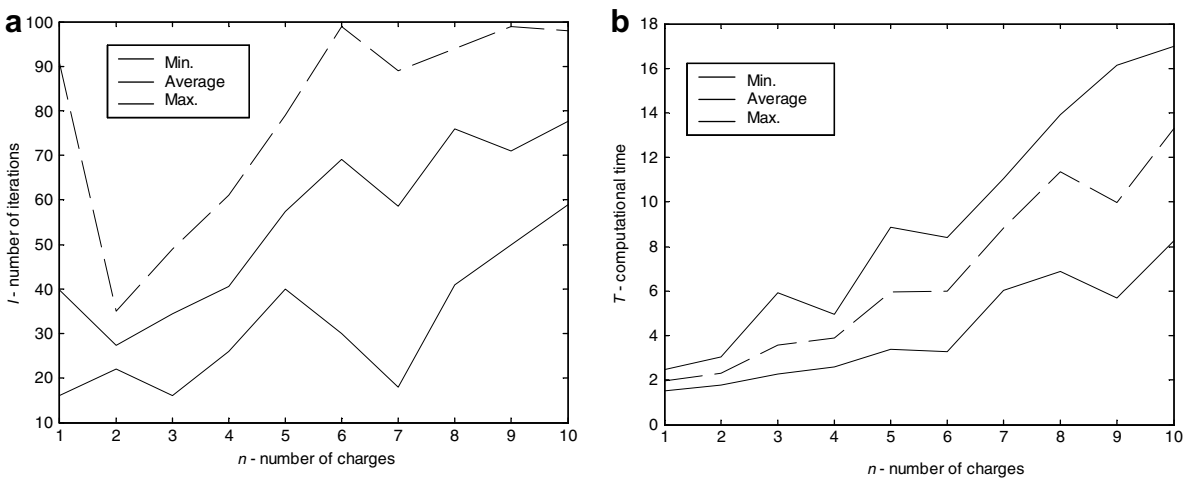 a
100
90
80
70
60
50
40
30
20
10
I - number of iterations
Min.
Average
Max.
1 2 3 4 5 6 7 8 9 10
n - number of charges
b
18
16
14
12
10
8
6
4
2
0
T - computational time
Min.
Average
Max.
1 2 3 4 5 6 7 8 9 10
n - number of charges